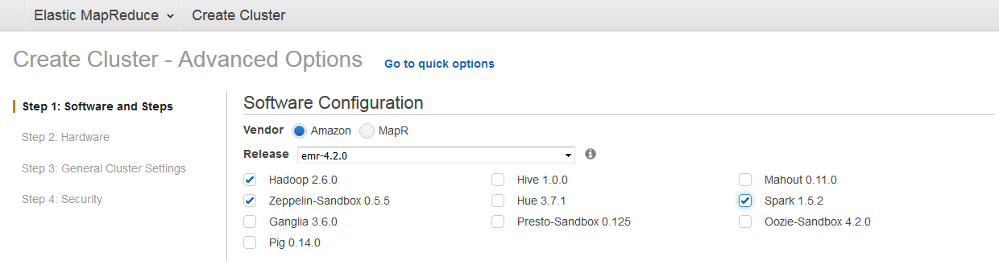 Elastic MapReduce Create Cluster
Create Cluster - Advanced Options Go to quick options
Step 1: Software and Steps
Step 2: Hardware
Step 3: General Cluster Settings
Step 4: Security
Software Configuration
Vendor Amazon MapR
Release emr-4.2.0
Hadoop 2.6.0 Hive 1.0.0 Mahout 0.11.0
Zeppelin-Sandbox 0.5.5 Hue 3.7.1 Spark 1.5.2
Ganglia 3.6.0 Presto-Sandbox 0.125 Oozie-Sandbox 4.2.0
Pig 0.14.0